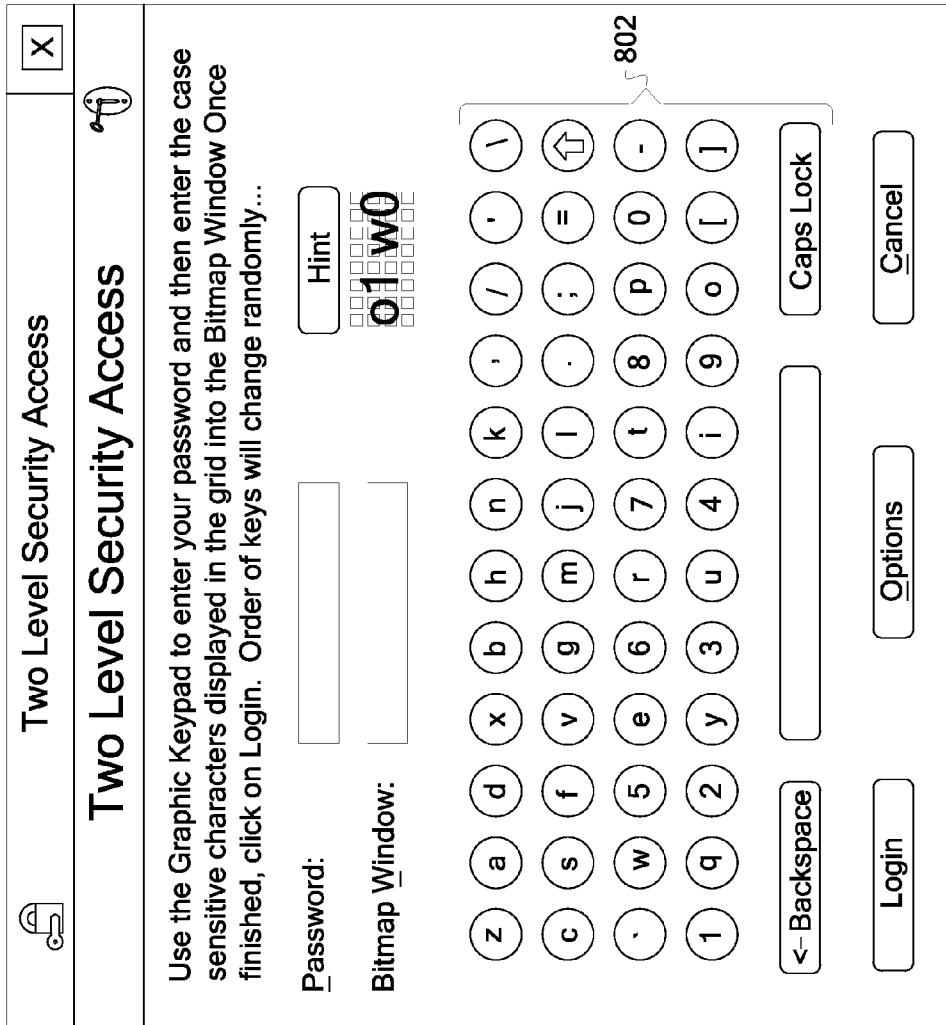 Two Level Security Access X
Two Level Security Access
Use the Graphic Keypad to enter your password and then enter the case
sensitive characters displayed in the grid into the Bitmap Window Once
finished, click on Login. Order of keys will change randomly...
Password: Hint
Bitmap Window: o1 w0
z a d x b h n k , / ' \
c s f v g m j l . ; =
` w 5 e 6 r 7 t 8 p 0 -
1 q 2 y 3 u 4 i 9 o [ ]
802
<- Backspace Caps Lock
Login Options Cancel